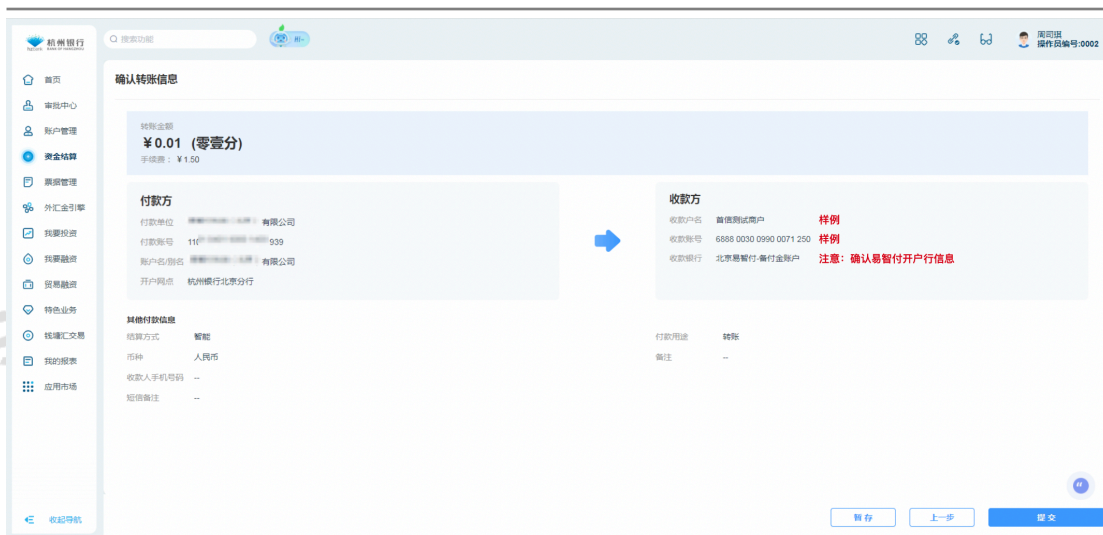 杭州银行
BANK OF HANGZHOU
搜索功能
Hi~
周司琪
操作员编号:0002
首页
审批中心
账户管理
资金结算
票据管理
外汇金引擎
我要投资
我要融资
贸易融资
特色业务
钱塘汇交易
我的报表
应用市场
收起导航
确认转账信息
转账金额
￥0.01 (零壹分)
手续费： ￥1.50
付款方
付款单位 有限公司
付款账号 110 939
账户名/别名 有限公司
开户网点 杭州银行北京分行
收款方
收款户名 首信测试商户 样例
收款账号 6888 0030 0990 0071 250 样例
收款银行 北京易智付-备付金账户 注意：确认易智付开户行信息
其他付款信息
结算方式 智能
付款用途 转账
币种 人民币
备注 --
收款人手机号码 --
短信备注 --
暂存
上一步
提交